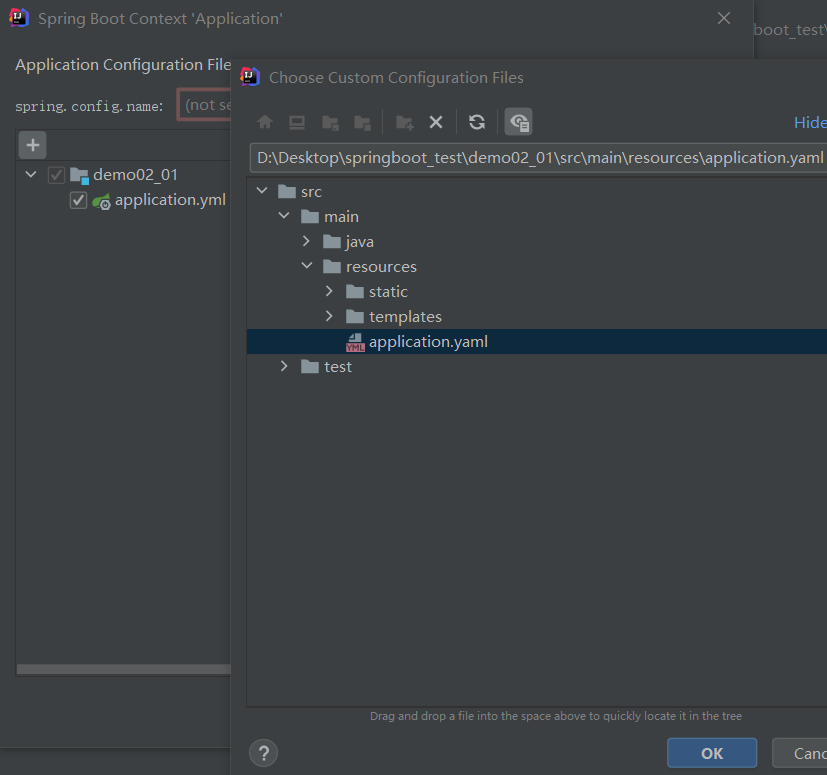 Spring Boot Context 'Application'
boot_test\
Application Configuration File
Choose Custom Configuration Files
spring.config.name:
(not se
Hide
D:\Desktop\springboot_test\demo02_01\src\main\resources\application.yaml
demo02_01
application.yml
src
main
java
resources
static
templates
YML
application.yaml
test
Drag and drop a file into the space above to quickly locate it in the tree
?
OK
Canc